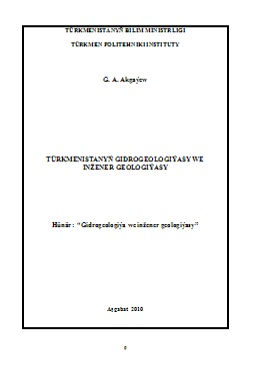 TÜRKMENISTANYŇ BILIM MINISTRLIGI
TÜRKMEN POLITEHNIKI INSTITUTY
G. A. Akgaýew
TÜRKMENISTANYŇ GIDROGEOLOGIÝASY WE
INŽENER GEOLOGIÝASY
Hünär: “Gidrogeologiýa we inžener geologiýasy”
Aşgabat 2010